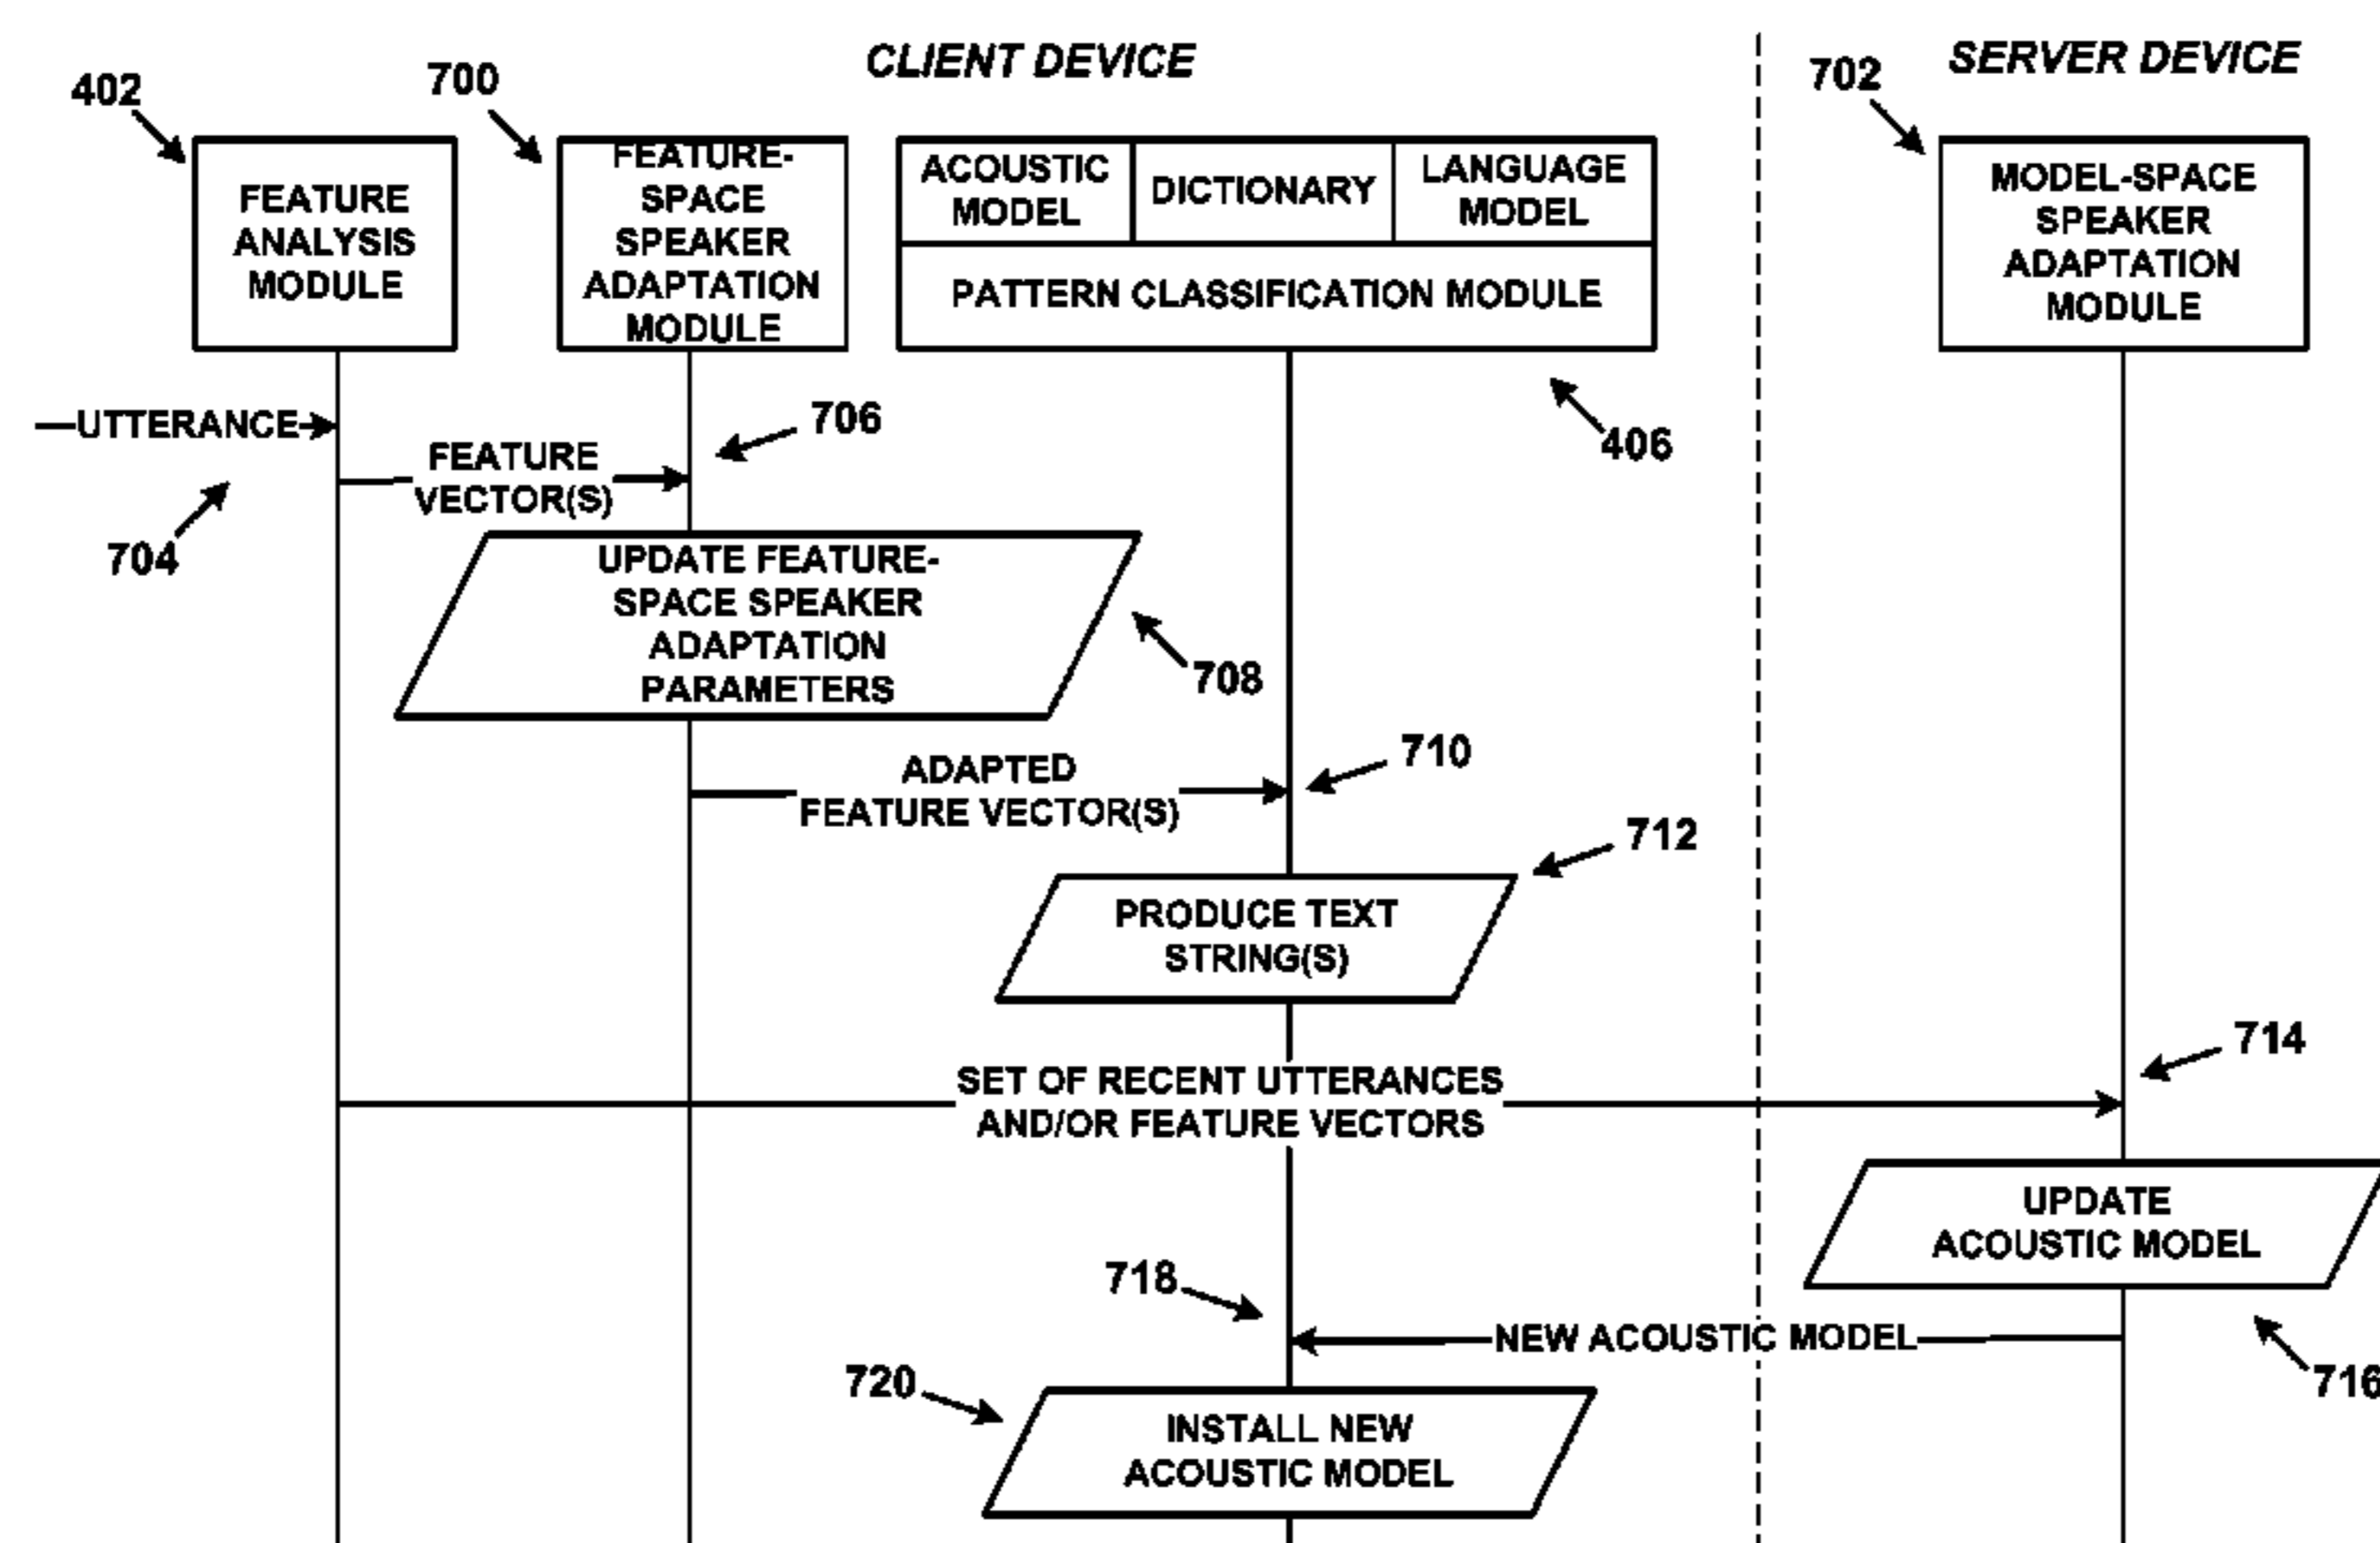 CLIENT DEVICE
SERVER DEVICE
402
700
702
FEATURE
ANALYSIS
MODULE
FEATURE-
SPACE
SPEAKER
ADAPTATION
MODULE
ACOUSTIC
MODEL
DICTIONARY
LANGUAGE
MODEL
PATTERN CLASSIFICATION MODULE
MODEL-SPACE
SPEAKER
ADAPTATION
MODULE
406
UTTERANCE
704
FEATURE
VECTOR(S)
706
UPDATE FEATURE-
SPACE SPEAKER
ADAPTATION
PARAMETERS
708
ADAPTED
FEATURE VECTOR(S)
710
712
PRODUCE TEXT
STRING(S)
SET OF RECENT UTTERANCES
AND/OR FEATURE VECTORS
714
UPDATE
ACOUSTIC MODEL
716
718
NEW ACOUSTIC MODEL
720
INSTALL NEW
ACOUSTIC MODEL